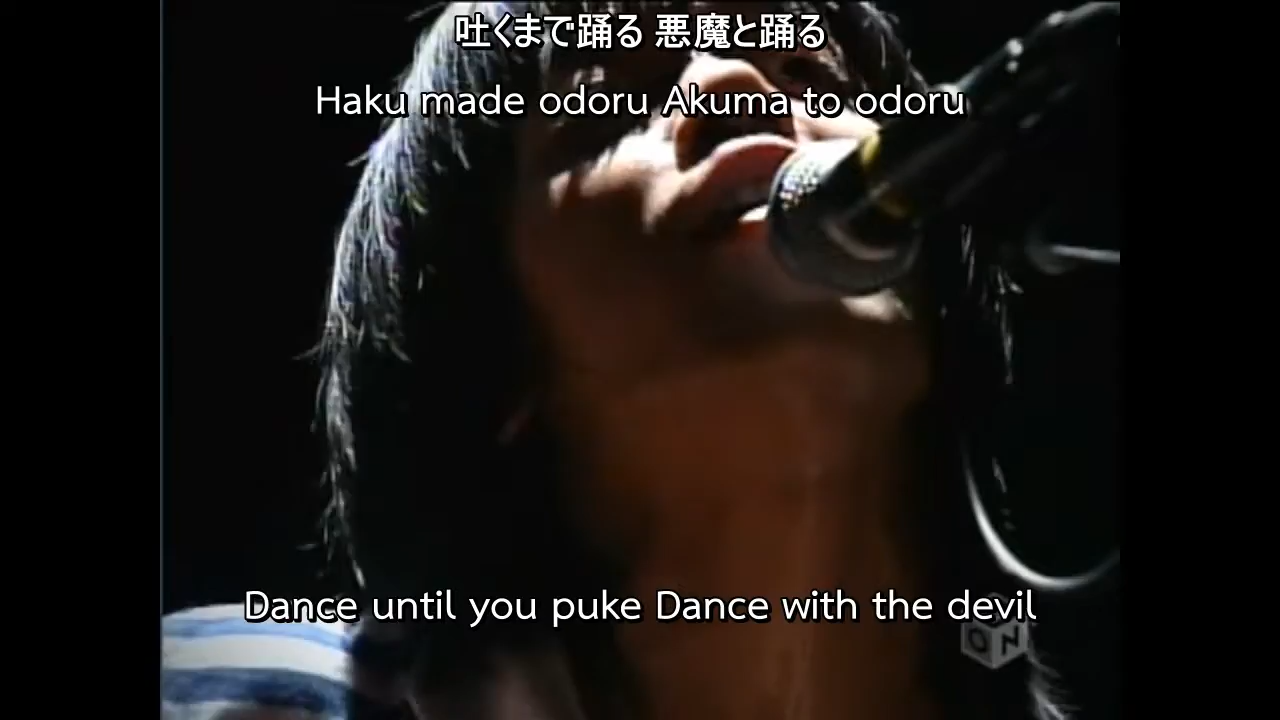 吐くまで踊る 悪魔と踊る
Haku made odoru Akuma to odoru
Dance until you puke Dance with the devil
ON